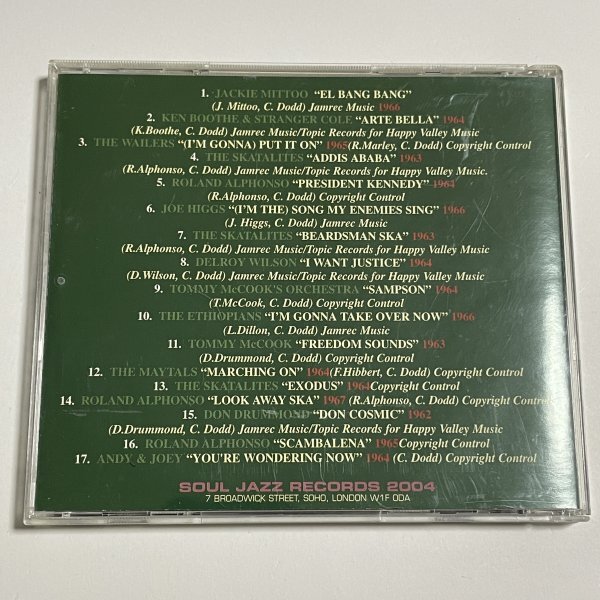 1. JACKIE MITTOO “EL BANG BANG”
(J. Mittoo, C. Dodd) Jamrec Music 1966
2. KEN BOOTHE & STRANGER COLE “ARTE BELLA” 1964
(K.Boothe, C. Dodd) Jamrec Music/Topic Records for Happy Valley Music
3. THE WAILERS “(I’M GONNA) PUT IT ON” 1965(R.Marley, C. Dodd) Copyright Control
4. THE SKATALITES “ADDIS ABABA” 1963
(R.Alphonso, C. Dodd) Jamrec Music/Topic Records for Happy Valley Music.
5. ROLAND ALPHONSO “PRESIDENT KENNEDY” 1964
(R.Alphonso, C. Dodd) Copyright Control
6. JOE HIGGS “(I’M THE) SONG MY ENEMIES SING” 1966
(J. Higgs, C. Dodd) Jamrec Music
7. THE SKATALITES “BEARDSMAN SKA” 1963
(R.Alphonso, C. Dodd) Jamrec Music/Topic Records for Happy Valley Music
8. DELROY WILSON “I WANT JUSTICE” 1964
(D.Wilson, C. Dodd) Jamrec Music/Topic Records for Happy Valley Music
9. TOMMY McCOOK’S ORCHESTRA “SAMPSON” 1964
(T.McCook, C. Dodd) Copyright Control
10. THE ETHIOPIANS “I’M GONNA TAKE OVER NOW” 1966
(L.Dillon, C. Dodd) Jamrec Music
11. TOMMY McCOOK “FREEDOM SOUNDS” 1963
(D.Drummond, C. Dodd) Copyright Control
12. THE MAYTALS “MARCHING ON” 1964(F.Hibbert, C. Dodd) Copyright Control
13. THE SKATALITES “EXODUS” 1964Copyright Control
14. ROLAND ALPHONSO “LOOK AWAY SKA” 1967 (R.Alphonso, C. Dodd) Copyright Control
15. DON DRUMMOND “DON COSMIC” 1962
(D.Drummond, C. Dodd) Jamrec Music/Topic Records for Happy Valley Music
16. ROLAND ALPHONSO “SCAMBALENA” 1965Copyright Control
17. ANDY & JOEY “YOU’RE WONDERING NOW” 1964 (C. Dodd) Copyright Control
SOUL JAZZ RECORDS 2004
7 BROADWICK STREET, SOHO, LONDON W1F 0DA